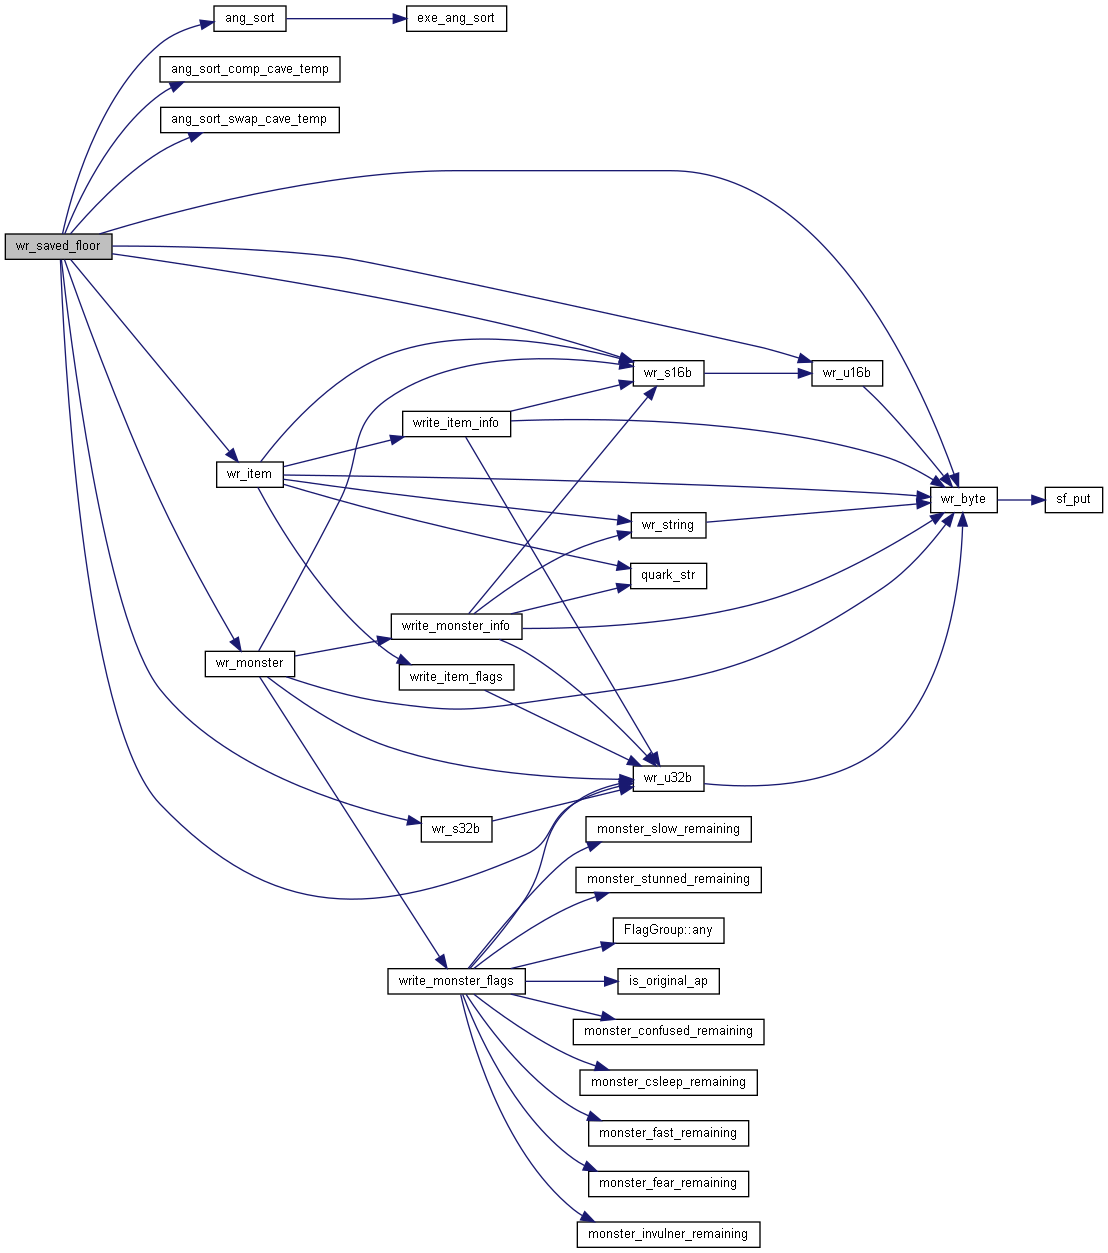 ang_sort
exe_ang_sort
ang_sort_comp_cave_temp
ang_sort_swap_cave_temp
wr_saved_floor
wr_s16b
wr_u16b
write_item_info
wr_item
wr_byte
sf_put
wr_string
quark_str
write_monster_info
wr_monster
write_item_flags
wr_u32b
wr_s32b
monster_slow_remaining
monster_stunned_remaining
FlagGroup::any
write_monster_flags
is_original_ap
monster_confused_remaining
monster_csleep_remaining
monster_fast_remaining
monster_fear_remaining
monster_invulner_remaining